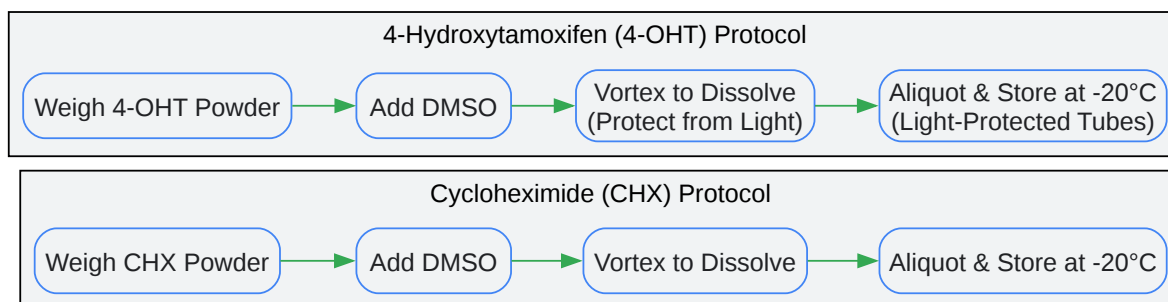 4-Hydroxytamoxifen (4-OHT) Protocol
Weigh 4-OHT Powder
Add DMSO
Vortex to Dissolve
(Protect from Light)
Aliquot & Store at -20°C
(Light-Protected Tubes)
Cycloheximide (CHX) Protocol
Weigh CHX Powder
Add DMSO
Vortex to Dissolve
Aliquot & Store at -20°C